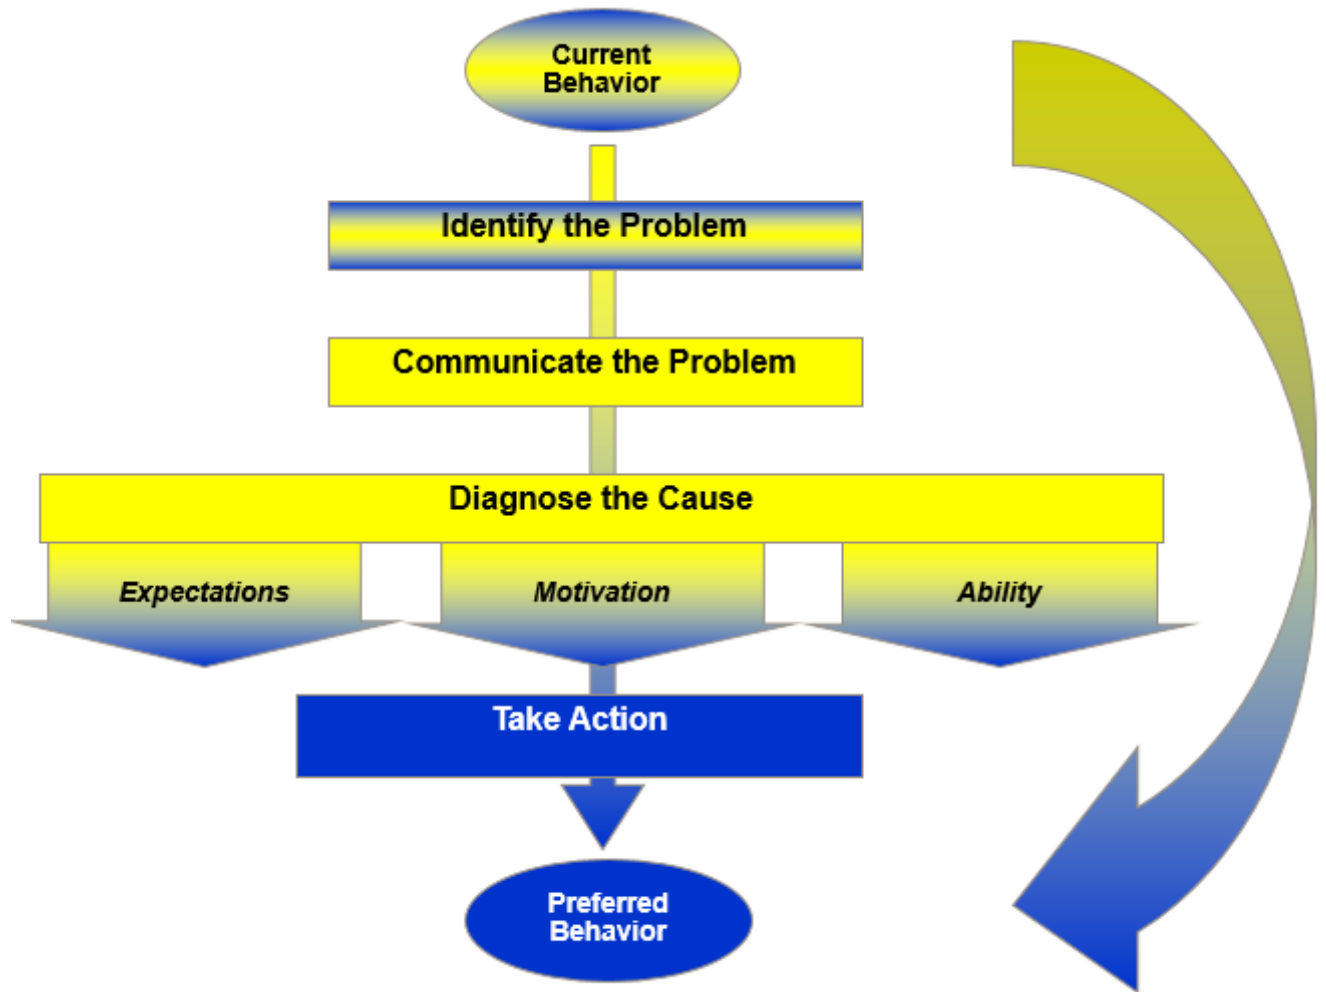 Current
Behavior
Identify the Problem
Communicate the Problem
Diagnose the Cause
Expectations
Motivation
Ability
Take Action
Preferred
Behavior